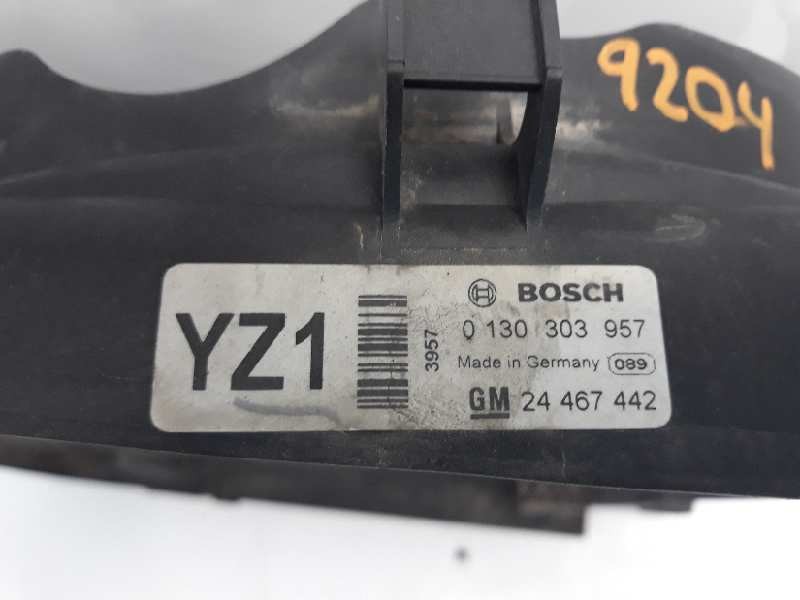 9204
YZ1
3957
BOSCH
0 130 303 957
Made in Germany 089
GM 24 467 442